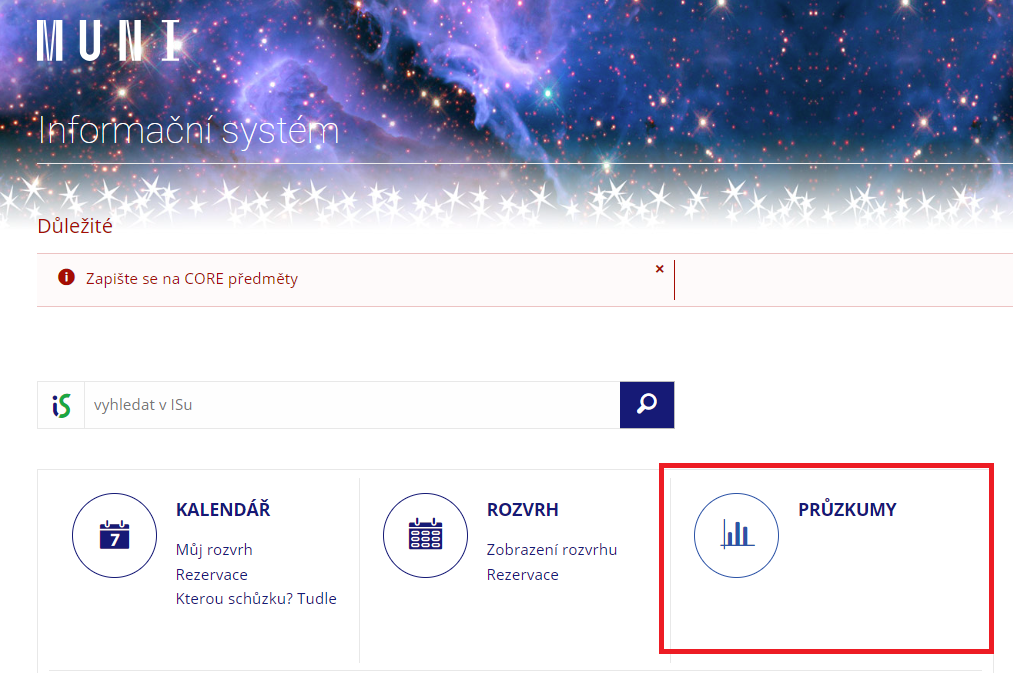 MUNI
Informační systém
Důležité
Zapište se na CORE předměty
×
iS
vyhledat v ISu
KALENDÁŘ
7
Můj rozvrh
Rezervace
Kterou schůzku? Tudle
ROZVRH
Zobrazení rozvrhu
Rezervace
PRŮZKUMY